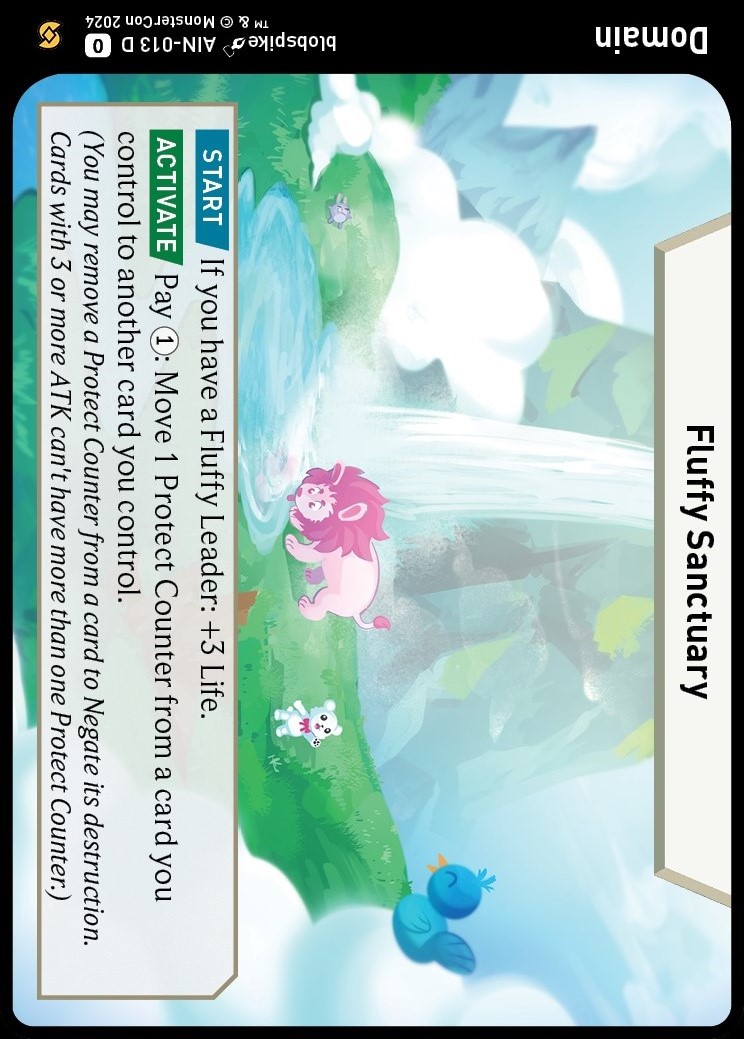 Fluffy Sanctuary
START If you have a Fluffy Leader: +3 Life.
ACTIVATE Pay 1: Move 1 Protect Counter from a card you
control to another card you control.
(You may remove a Protect Counter from a card to Negate its destruction.
Cards with 3 or more ATK can't have more than one Protect Counter.)
Domain
blobspike AIN-013 D 0
™ & © MonsterCon 2024